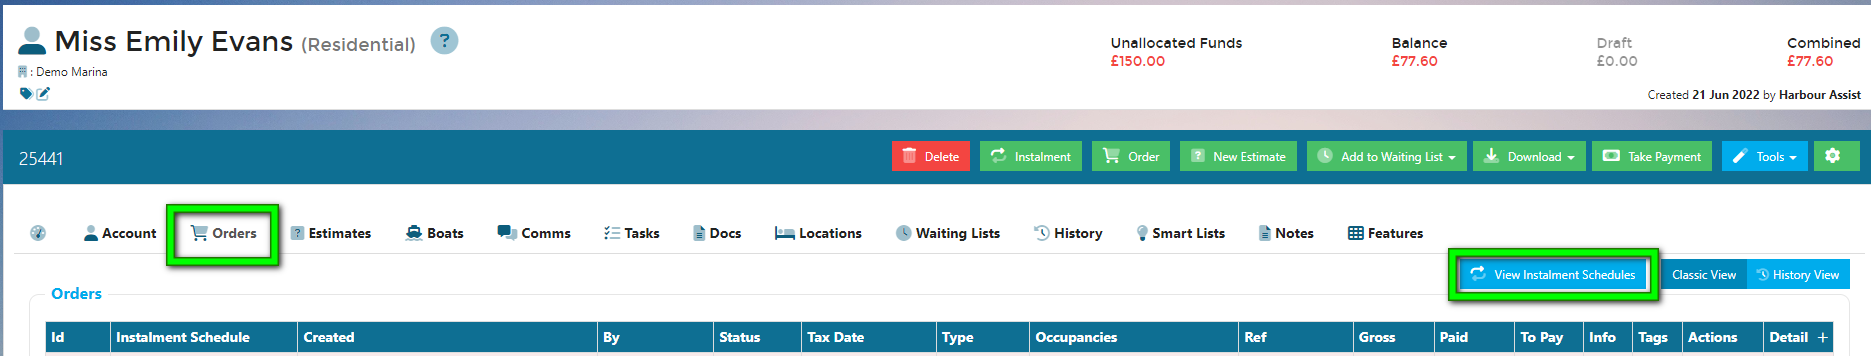 Miss Emily Evans (Residential) ?
: Demo Marina
Unallocated Funds
£150.00
Balance
£77.60
Draft
£0.00
Combined
£77.60
Created 21 Jun 2022 by Harbour Assist
25441
Delete
Instalment
Order
New Estimate
Add to Waiting List
Download
Take Payment
Tools
Account
Orders
Estimates
Boats
Comms
Tasks
Docs
Locations
Waiting Lists
History
Smart Lists
Notes
Features
View Instalment Schedules
Classic View
History View
Orders
Id Instalment Schedule Created By Status Tax Date Type Occupancies Ref Gross Paid To Pay Info Tags Actions Detail +